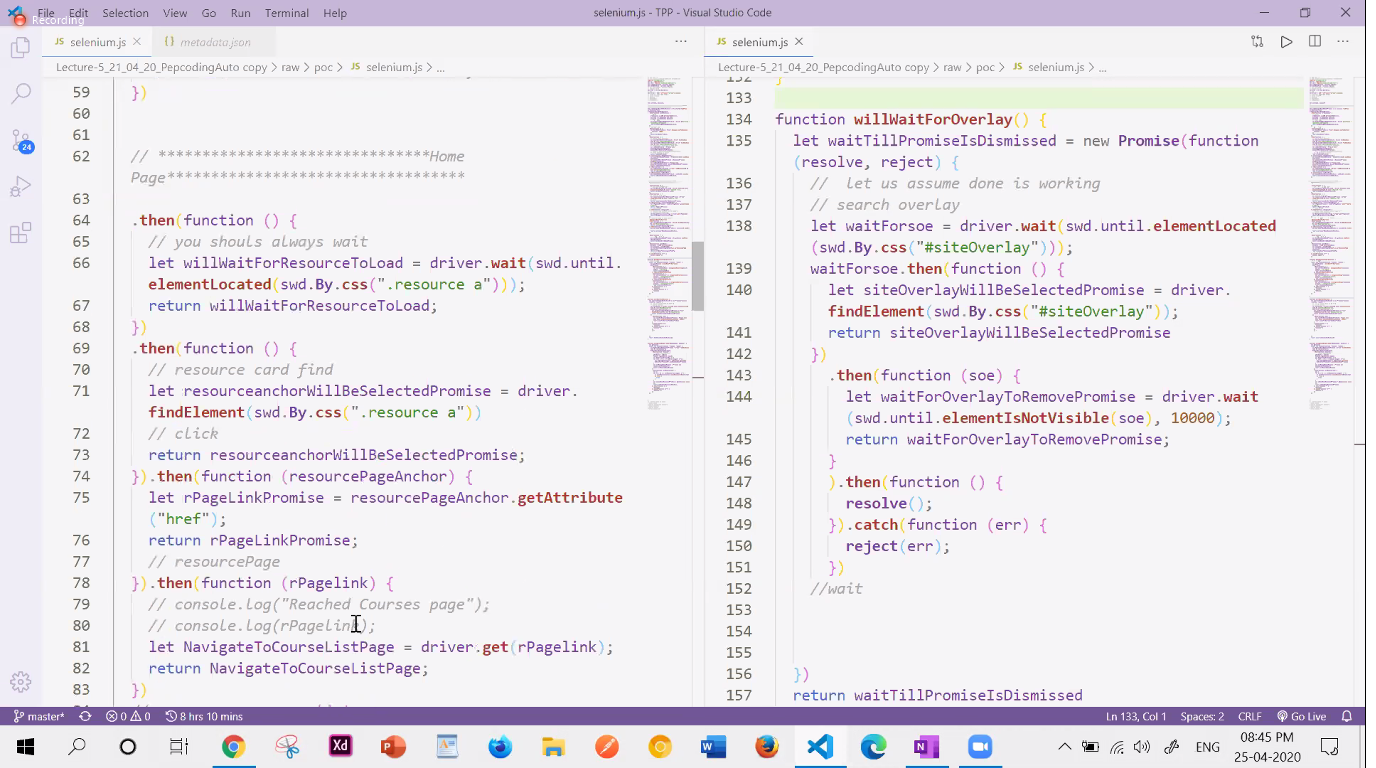 File Edit Selection View Go Run Terminal Help selenium.js - TPP - Visual Studio Code
Recording
JS selenium.js {} metadata.json
Lecture-5_21_04_20_PepcodingAuto copy > raw > poc > JS selenium.js > ...
59 })
60
61
62 *******************************Home
Page**********************************
63
64 .then(function () {
65 // you shouls always wait
66 let willWaitForResourceToLoad = driver.wait(swd.until.
elementLocated(swd.By.css(".resource a")));
67 return willWaitForResourceToLoad;
68 })
69 .then(function () {
70 // resource card find
71 let resourceanchorWillBeSelectedPromise = driver.
findElement(swd.By.css(".resource a"))
72 // click
73 return resourceanchorWillBeSelectedPromise;
74 }).then(function (resourcePageAnchor) {
75 let rPageLinkPromise = resourcePageAnchor.getAttribute
("href");
76 return rPageLinkPromise;
77 // resourcePage
78 }).then(function (rPagelink) {
79 // console.log("Reached Courses page");
80 // console.log(rPagelink);
81 let NavigateToCourseListPage = driver.get(rPagelink);
82 return NavigateToCourseListPage;
83 })
JS selenium.js
Lecture-5_21_04_20_PepcodingAuto copy > raw > poc > JS selenium.js > ...
132 }
133
134 function willWaitForOverlay() {
135 let waitTillPromiseIsDismissed = new Promise(function
(resolve, reject) {
136 // let us assume done is working
137 // search overlay
138 let waitForsoe = driver.wait(swd.until.elementLocated
(swd.By.css("#siteOverlay")));
139 waitForsoe.then(function () {
140 let siteOverlayWillBeSelectedPromise = driver.
findElement(swd.By.css("#siteOverlay"));
141 return siteOverlayWillBeSelectedPromise
142 })
143 .then(function (soe) {
144 let waitForOverlayToRemovePromise = driver.wait
(swd.until.elementIsNotVisible(soe), 10000);
145 return waitForOverlayToRemovePromise;
146 }
147 ).then(function () {
148 resolve();
149 }).catch(function (err) {
150 reject(err);
151 })
152 //wait
153
154
155
156 })
157 return waitTillPromiseIsDismissed
24
master* 0 0 8 hrs 10 mins Ln 133, Col 1 Spaces: 2 CRLF JavaScript Go Live
Xd ENG 08:45 PM
25-04-2020